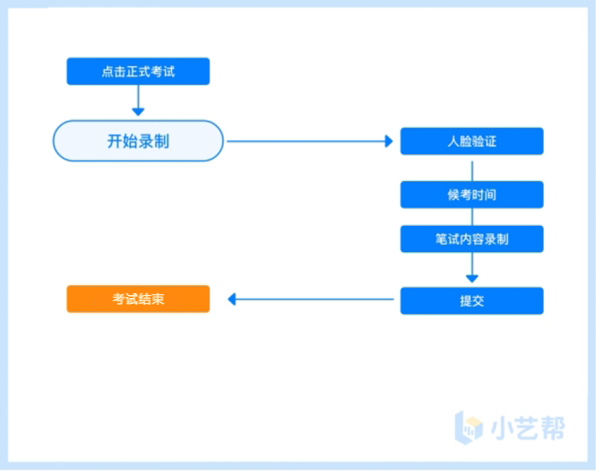 点击正式考试
开始录制
人脸验证
候考时间
笔试内容录制
提交
考试结束
小艺帮